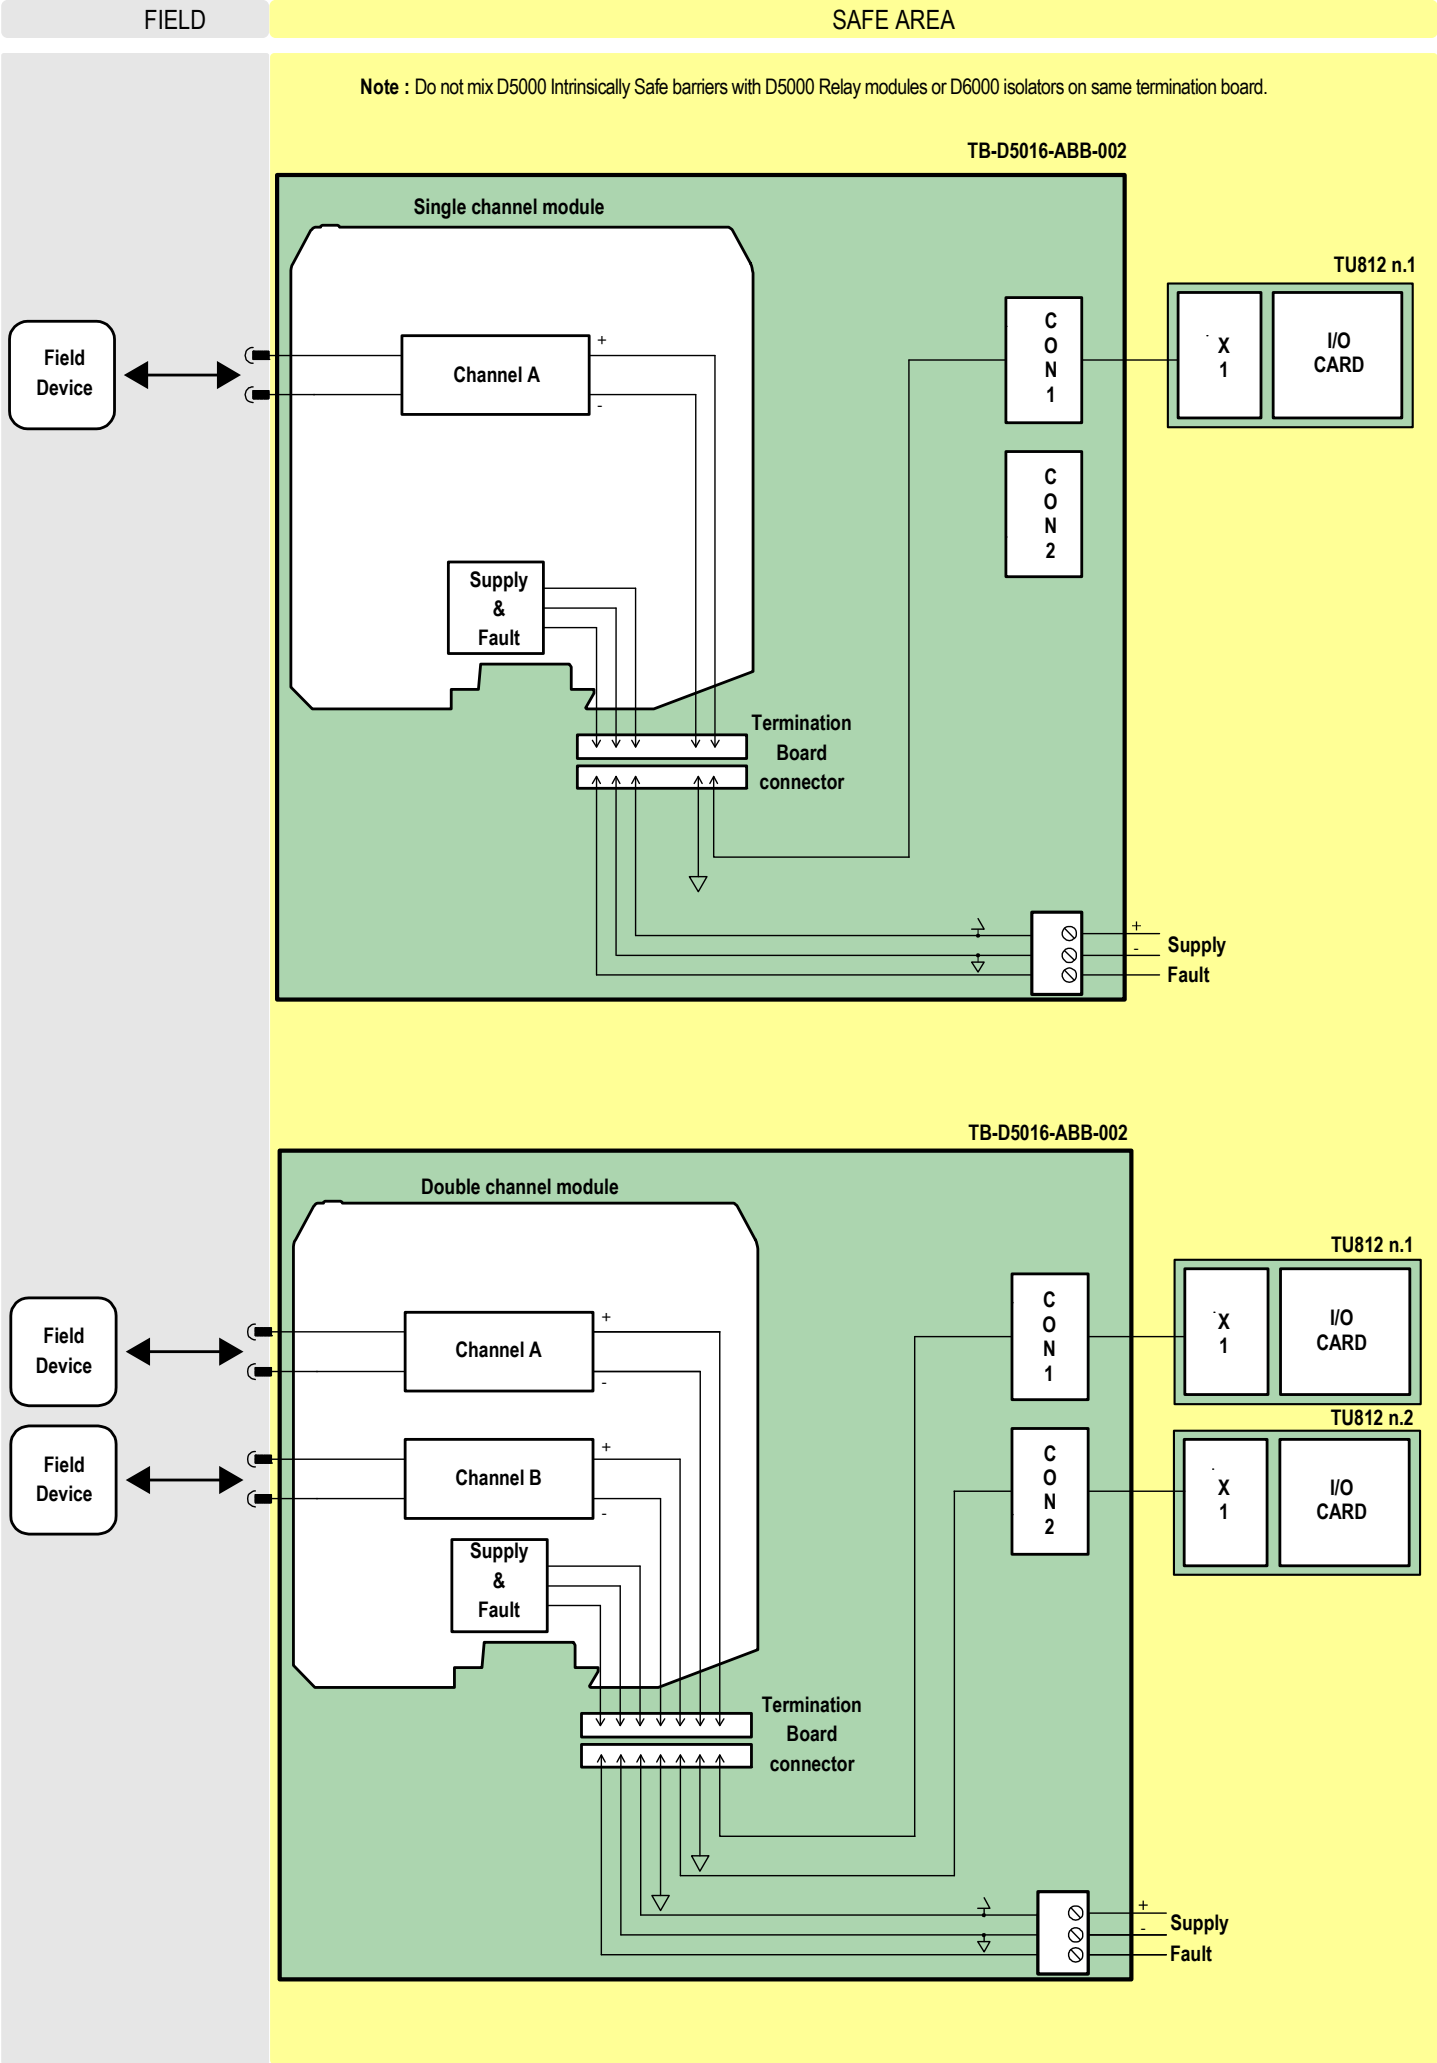 FIELD
SAFE AREA
Note : Do not mix D5000 Intrinsically Safe barriers with D5000 Relay modules or D6000 isolators on same termination board.
TB-D5016-ABB-002
Single channel module
TU812 n.1
Field
Device
Channel A
+
-
C
O
N
1
X
1
I/O
CARD
C
O
N
2
Supply
&
Fault
Termination
Board
connector
+
-
Supply
Fault
TB-D5016-ABB-002
Double channel module
TU812 n.1
Field
Device
Channel A
+
-
C
O
N
1
X
1
I/O
CARD
TU812 n.2
Field
Device
Channel B
+
-
C
O
N
2
X
1
I/O
CARD
Supply
&
Fault
Termination
Board
connector
+
-
Supply
Fault